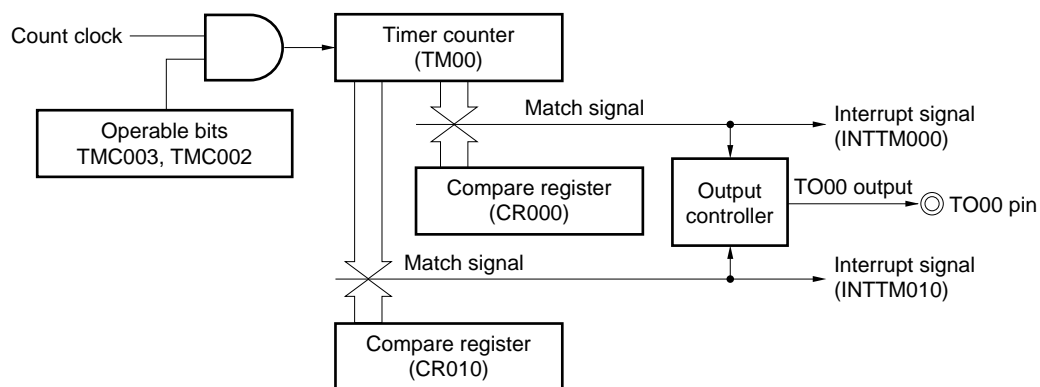 Count clock
Timer counter
(TM00)
Operable bits
TMC003, TMC002
Match signal
Interrupt signal
(INTTM000)
Compare register
(CR000)
Output
controller
TO00 output
TO00 pin
Match signal
Interrupt signal
(INTTM010)
Compare register
(CR010)